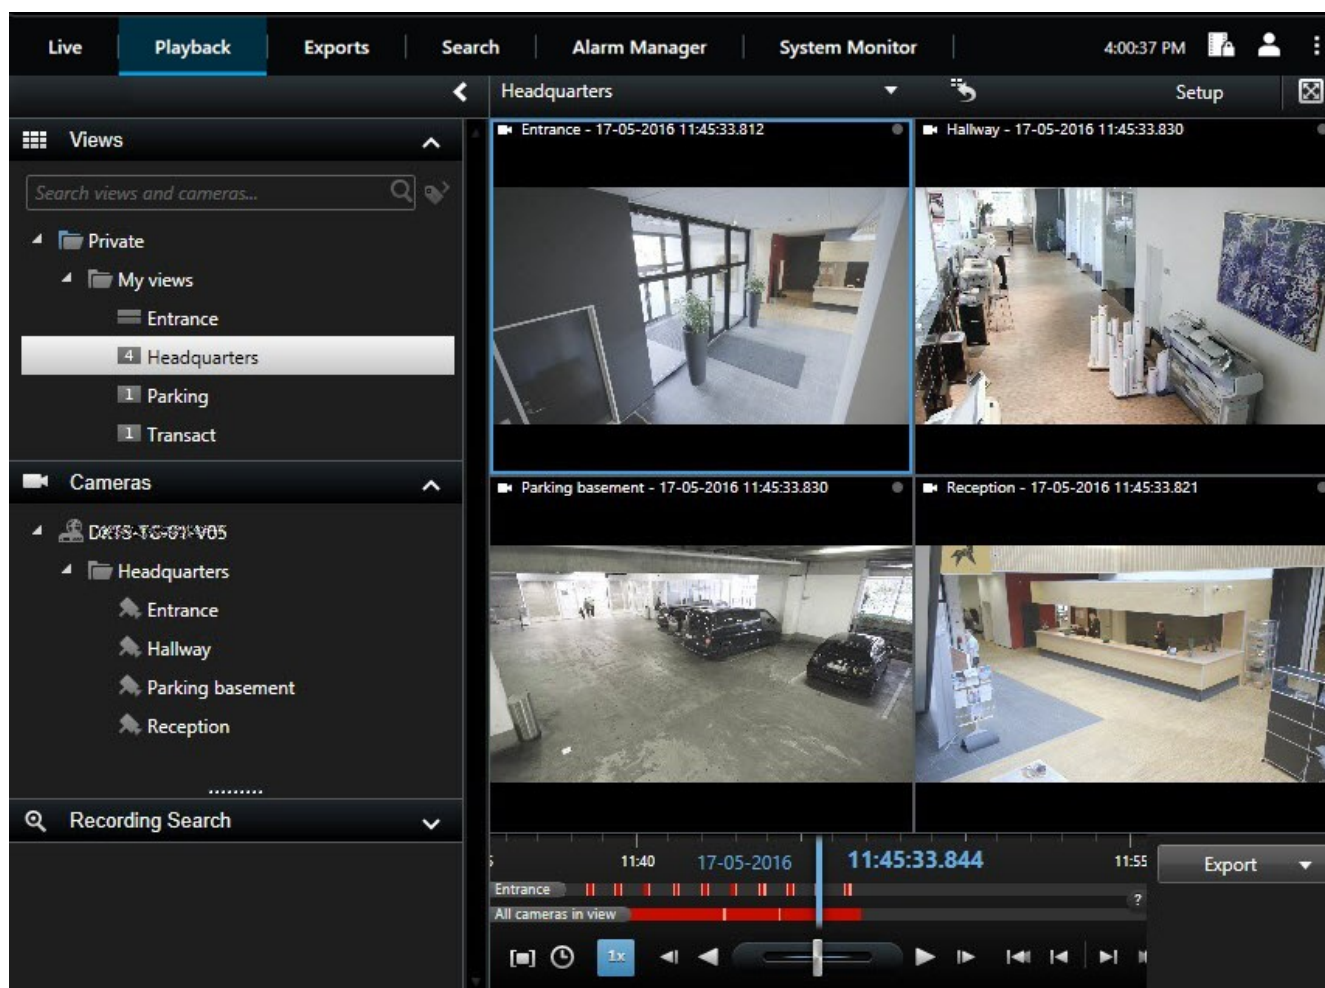 Live Playback Exports Search Alarm Manager System Monitor 4:00:37 PM
Headquarters Setup
Views
Search views and cameras...
Private
My views
Entrance
4 Headquarters
1 Parking
1 Transact
Cameras
Headquarters
Entrance
Hallway
Parking basement
Reception
Recording Search
Entrance - 17-05-2016 11:45:33.812
Hallway - 17-05-2016 11:45:33.830
Parking basement - 17-05-2016 11:45:33.830
Reception - 17-05-2016 11:45:33.821
11:40 17-05-2016 11:45:33.844 11:55
Entrance
All cameras in view
?
Export
1x